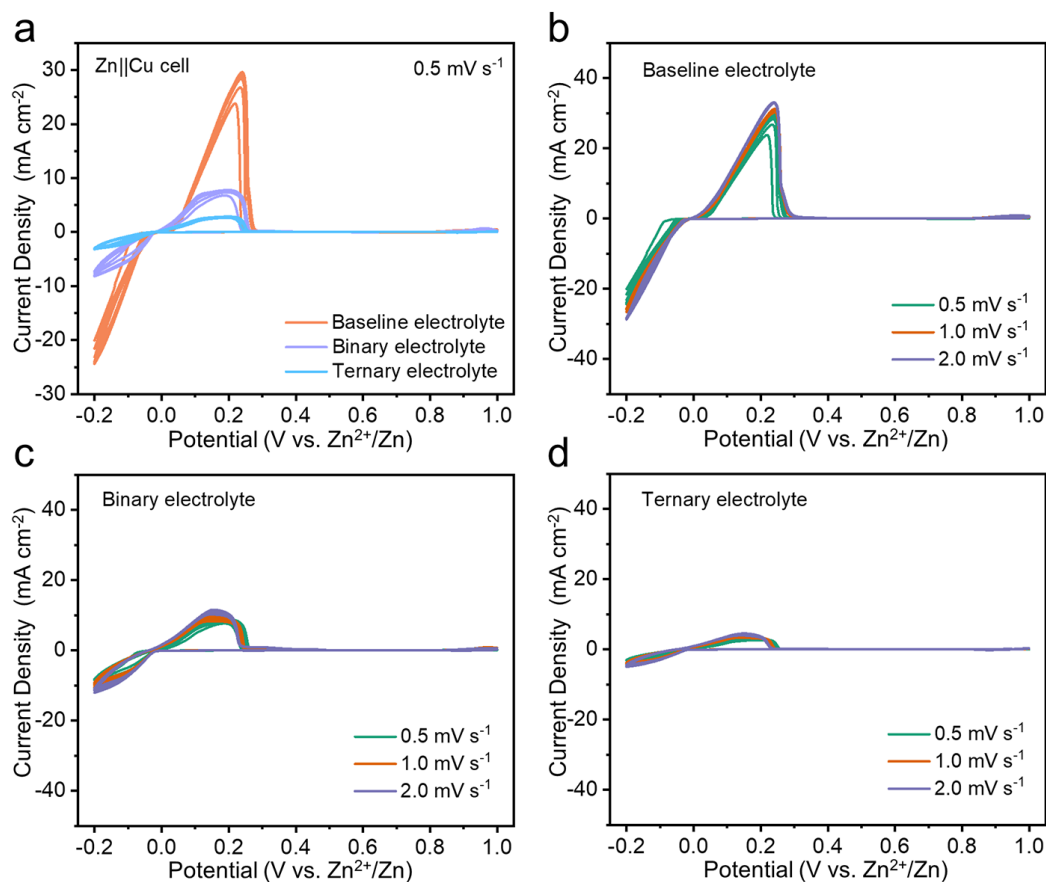 a
Zn||Cu cell
0.5 mV s⁻¹
Current Density (mA cm⁻²)
30
20
10
0
-10
-20
-30
Baseline electrolyte
Binary electrolyte
Ternary electrolyte
-0.2 0.0 0.2 0.4 0.6 0.8 1.0
Potential (V vs. Zn²⁺/Zn)
b
Baseline electrolyte
Current Density (mA cm⁻²)
40
20
0
-20
-40
0.5 mV s⁻¹
1.0 mV s⁻¹
2.0 mV s⁻¹
-0.2 0.0 0.2 0.4 0.6 0.8 1.0
Potential (V vs. Zn²⁺/Zn)
c
Binary electrolyte
Current Density (mA cm⁻²)
40
20
0
-20
-40
0.5 mV s⁻¹
1.0 mV s⁻¹
2.0 mV s⁻¹
-0.2 0.0 0.2 0.4 0.6 0.8 1.0
Potential (V vs. Zn²⁺/Zn)
d
Ternary electrolyte
Current Density (mA cm⁻²)
40
20
0
-20
-40
0.5 mV s⁻¹
1.0 mV s⁻¹
2.0 mV s⁻¹
-0.2 0.0 0.2 0.4 0.6 0.8 1.0
Potential (V vs. Zn²⁺/Zn)